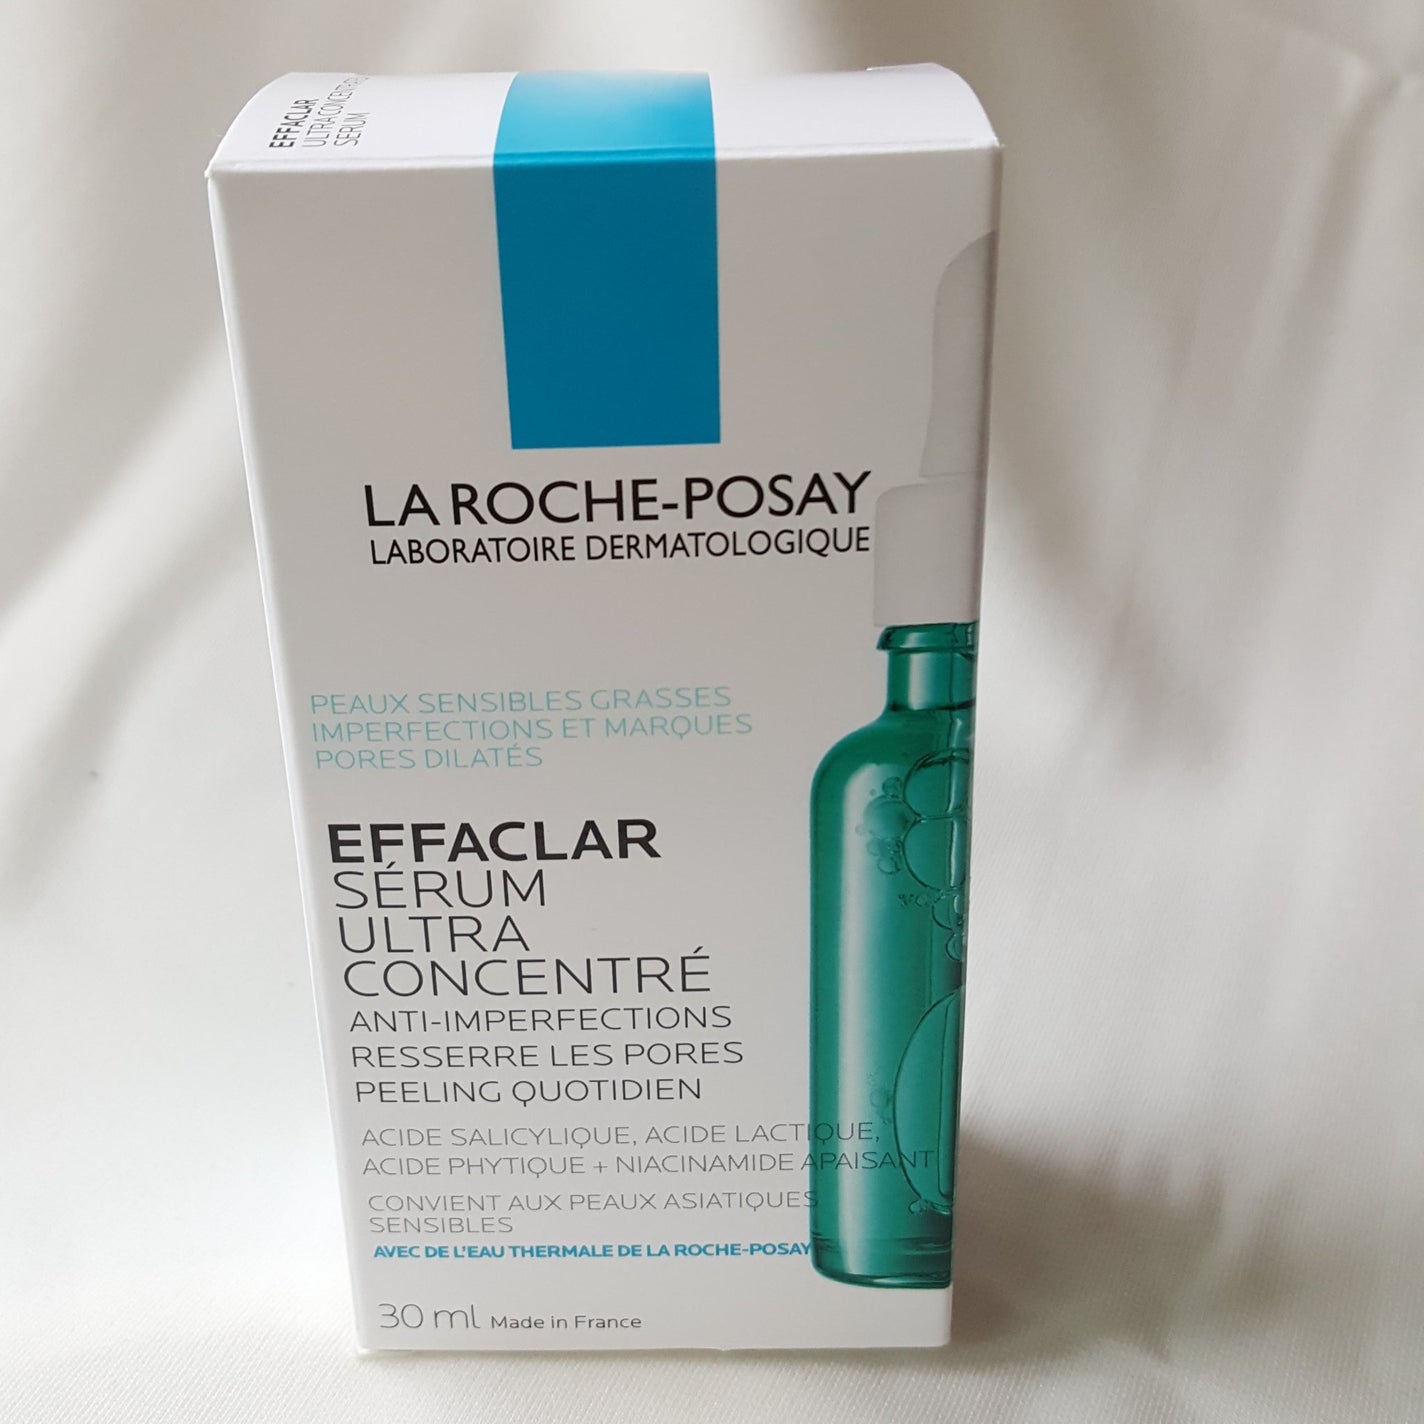 EFFACLAR
ULTRA CONCENTRATED
SERUM
LA ROCHE-POSAY
LABORATOIRE DERMATOLOGIQUE
PEAUX SENSIBLES GRASSES
IMPERFECTIONS ET MARQUES
PORES DILATÉS
EFFACLAR
SÉRUM
ULTRA
CONCENTRÉ
ANTI-IMPERFECTIONS
RESSERRE LES PORES
PEELING QUOTIDIEN
ACIDE SALICYLIQUE, ACIDE LACTIQUE,
ACIDE PHYTIQUE + NIACINAMIDE APAISANT
CONVIENT AUX PEAUX ASIATIQUES
SENSIBLES
AVEC DE L'EAU THERMALE DE LA ROCHE-POSAY
30 ml Made in France